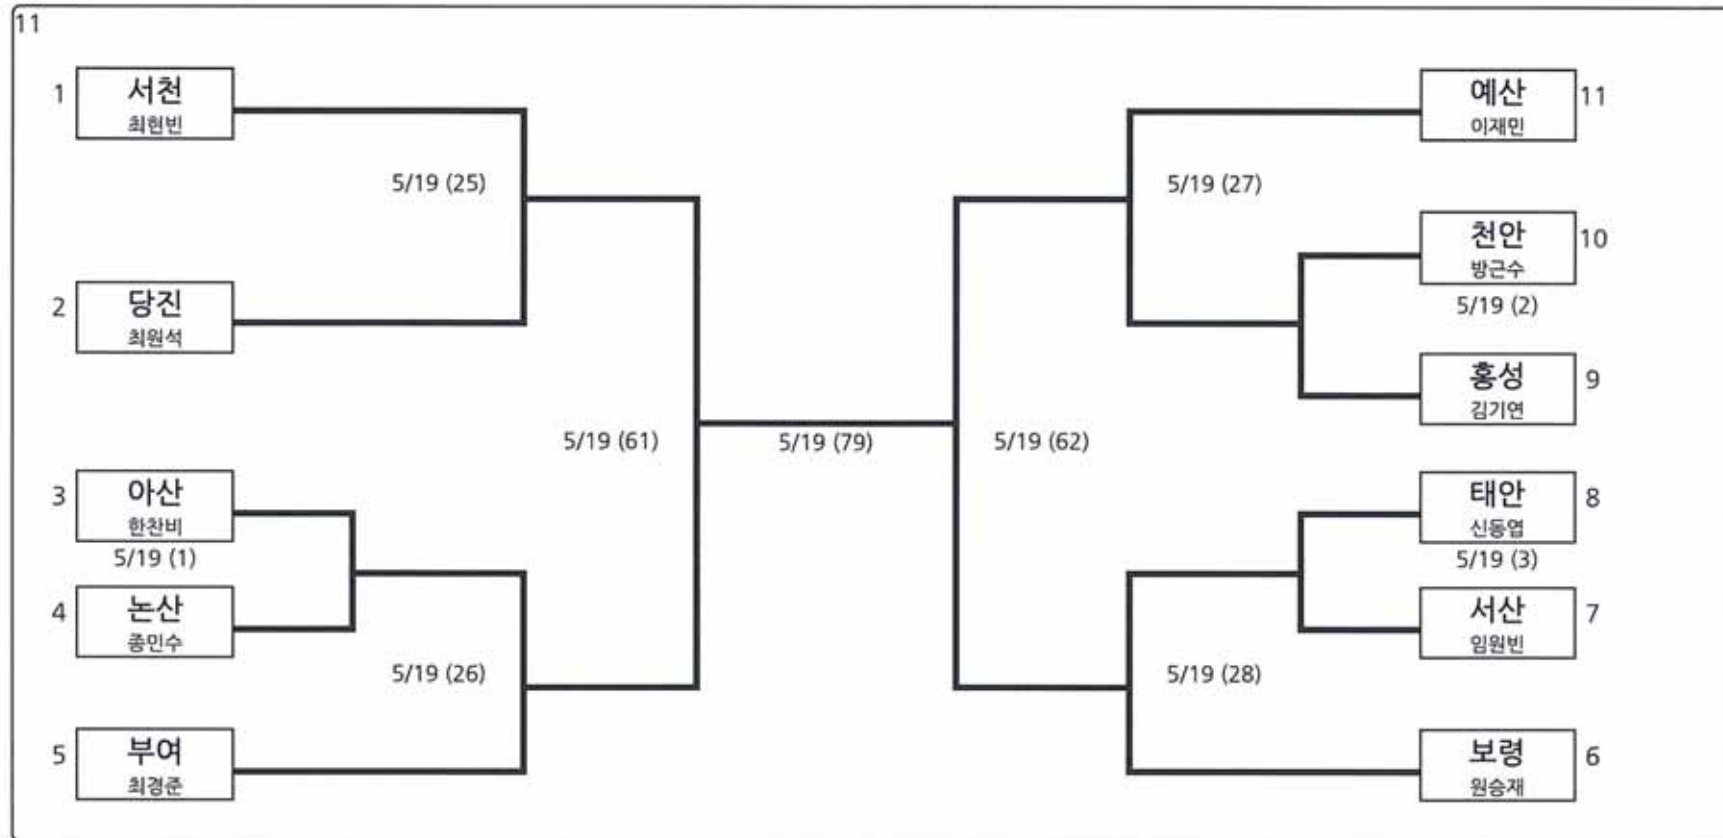 11
1
서천
최현빈
5/19 (25)
2
당진
최원석
3
아산
한찬비
5/19 (1)
4
논산
종민수
5/19 (26)
5
부여
최경준
5/19 (61)
5/19 (79)
5/19 (62)
예산
11
이재민
5/19 (27)
천안
10
방근수
5/19 (2)
홍성
9
김기연
태안
8
신동엽
5/19 (3)
서산
7
임원빈
5/19 (28)
보령
6
원승재